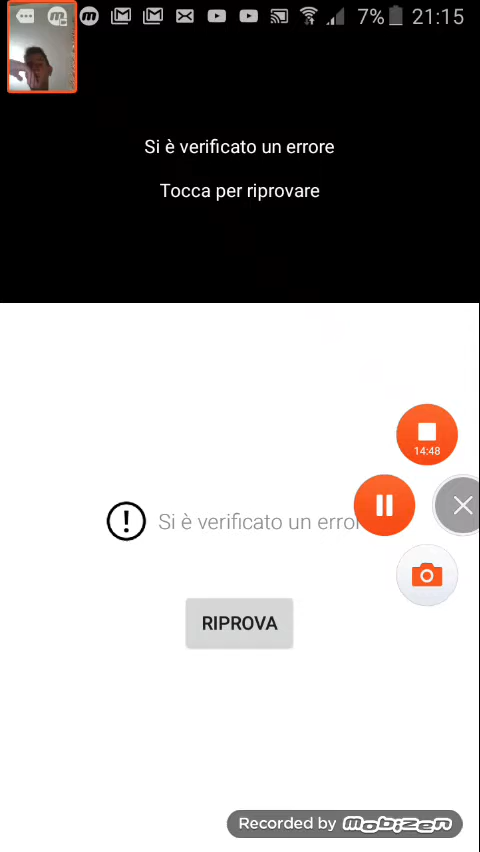 7% 21:15
Si è verificato un errore
Tocca per riprovare
14:48
Si è verificato un error
RIPROVA
Recorded by mobizen